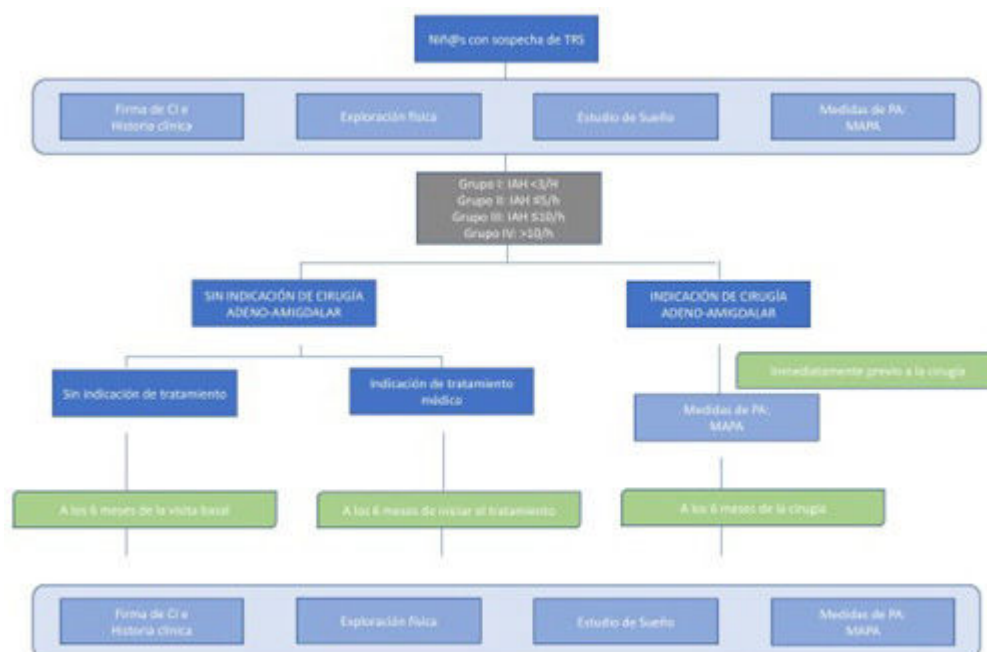 Niñ@s con sospecha de TRS
Firma de CI e
Historia clínica
Exploración física
Estudio de Sueño
Medidas de PA:
MAPA
Grupo I: IAH <3/H
Grupo II: IAH ≤5/h
Grupo III: IAH ≤10/h
Grupo IV: >10/h
SIN INDICACIÓN DE CIRUGÍA
ADENO-AMIGDALAR
INDICACIÓN DE CIRUGÍA
ADENO-AMIGDALAR
Inmediatamente previo a la cirugía
Sin indicación de tratamiento
Indicación de tratamiento
médico
Medidas de PA:
MAPA
A los 6 meses de la visita basal
A los 6 meses de iniciar el tratamiento
A los 6 meses de la cirugía
Firma de CI e
Historia clínica
Exploración física
Estudio de Sueño
Medidas de PA:
MAPA